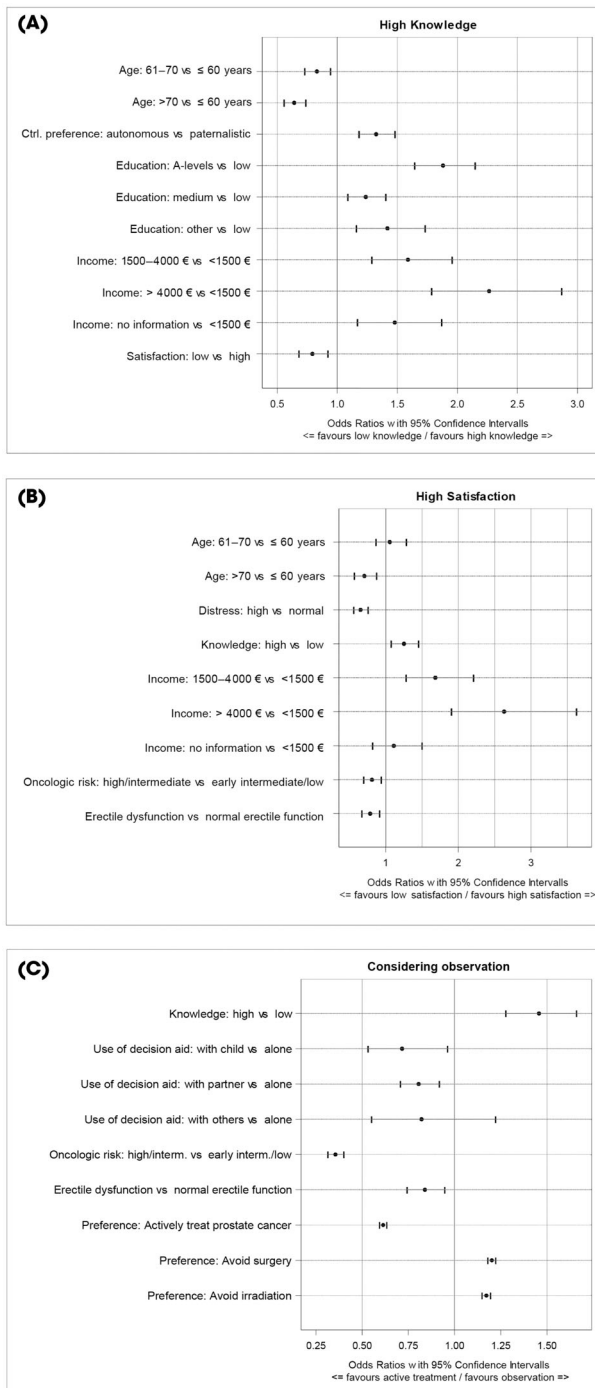 (A)
High Knowledge
Age: 61–70 vs ≤ 60 years
Age: >70 vs ≤ 60 years
Ctrl. preference: autonomous vs paternalistic
Education: A-levels vs low
Education: medium vs low
Education: other vs low
Income: 1500–4000 € vs <1500 €
Income: > 4000 € vs <1500 €
Income: no information vs <1500 €
Satisfaction: low vs high
0.5 1.0 1.5 2.0 2.5 3.0
Odds Ratios with 95% Confidence Intervalls
<= favours low knowledge / favours high knowledge =>
(B)
High Satisfaction
Age: 61–70 vs ≤ 60 years
Age: >70 vs ≤ 60 years
Distress: high vs normal
Knowledge: high vs low
Income: 1500–4000 € vs <1500 €
Income: > 4000 € vs <1500 €
Income: no information vs <1500 €
Oncologic risk: high/intermediate vs early intermediate/low
Erectile dysfunction vs normal erectile function
1 2 3
Odds Ratios with 95% Confidence Intervalls
<= favours low satisfaction / favours high satisfaction =>
(C)
Considering observation
Knowledge: high vs low
Use of decision aid: with child vs alone
Use of decision aid: with partner vs alone
Use of decision aid: with others vs alone
Oncologic risk: high/interm. vs early interm./low
Erectile dysfunction vs normal erectile function
Preference: Actively treat prostate cancer
Preference: Avoid surgery
Preference: Avoid irradiation
0.25 0.50 0.75 1.00 1.25 1.50
Odds Ratios with 95% Confidence Intervalls
<= favours active treatment / favours observation =>